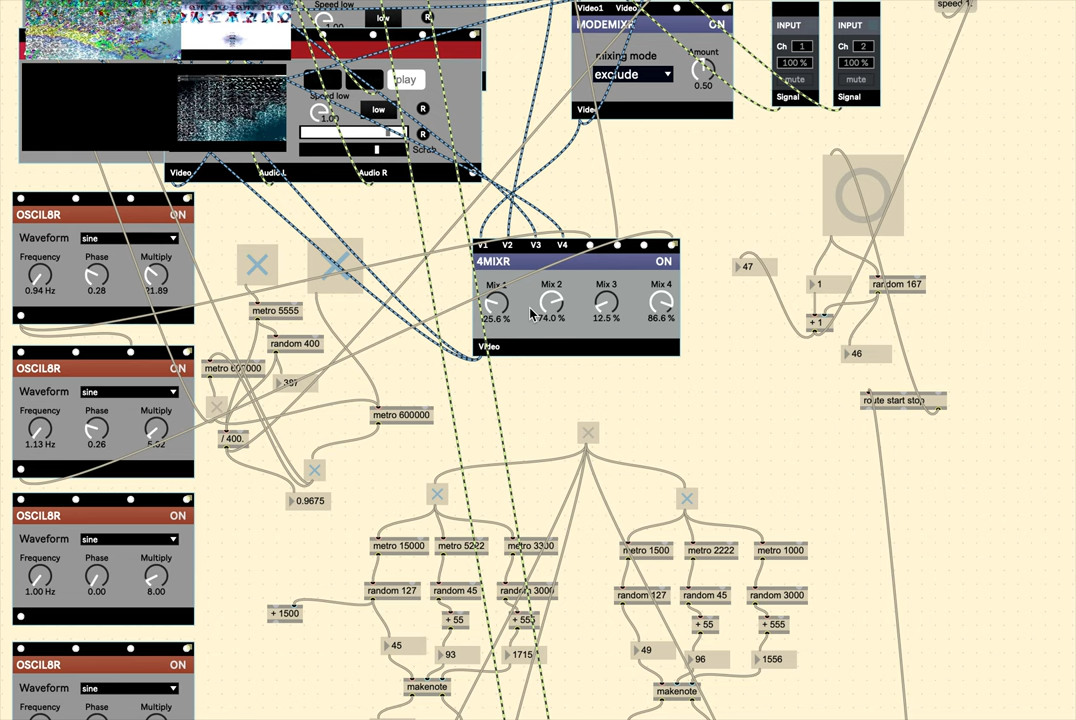 low
R
1.00
play
Speed low
low
R
1.00
R
Video
Audio L
Audio R
Video1
Video
MODEMIXR
ON
mixing mode
Amount
exclude
0.50
Video
INPUT
Ch 1
100 %
mute
Signal
INPUT
Ch 2
100 %
mute
Signal
speed 1.
OSCIL8R
ON
Waveform
sine
Frequency
Phase
Multiply
0.94 Hz
0.28
21.89
OSCIL8R
ON
Waveform
sine
Frequency
Phase
Multiply
1.13 Hz
0.26
OSCIL8R
ON
Waveform
sine
Frequency
Phase
Multiply
1.00 Hz
0.00
8.00
OSCIL8R
ON
Waveform
sine
Frequency
Phase
Multiply
metro 5555
random 400
387
metro 600000
/ 400.
metro 600000
0.9675
V1
V2
V3
V4
4MIXR
ON
Mix 1
Mix 2
Mix 3
Mix 4
25.6 %
74.0 %
12.5 %
86.6 %
Video
47
1
random 167
+ 1
46
route start stop
metro 15000
metro 5222
metro 3300
random 127
random 45
random 3000
+ 1500
+ 55
+ 555
45
93
1715
makenote
metro 1500
metro 2222
metro 1000
random 127
random 45
random 3000
+ 55
+ 555
49
96
1556
makenote